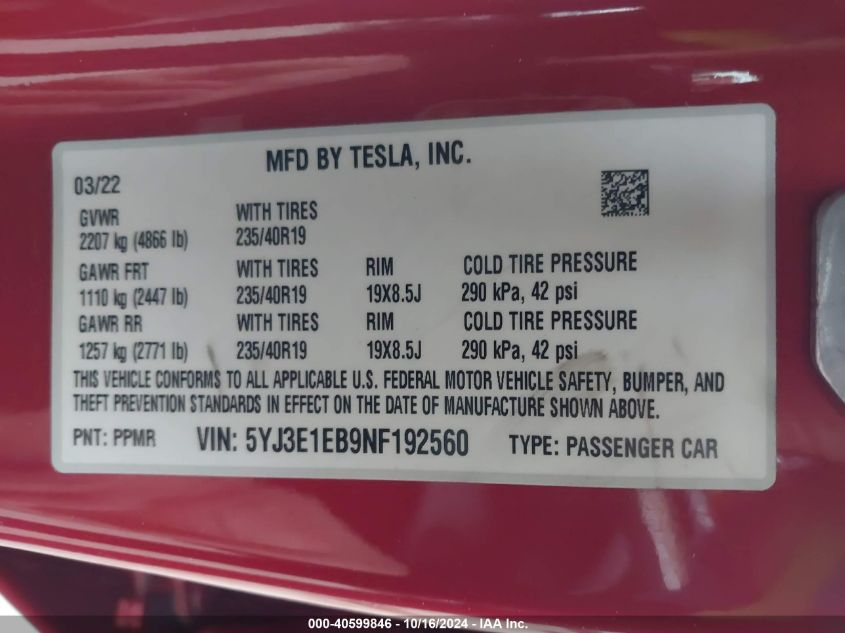 MFD BY TESLA, INC.
03/22
GVWR WITH TIRES
2207 kg (4866 lb) 235/40R19
GAWR FRT WITH TIRES RIM COLD TIRE PRESSURE
1110 kg (2447 lb) 235/40R19 19X8.5J 290 kPa, 42 psi
GAWR RR WITH TIRES RIM COLD TIRE PRESSURE
1257 kg (2771 lb) 235/40R19 19X8.5J 290 kPa, 42 psi
THIS VEHICLE CONFORMS TO ALL APPLICABLE U.S. FEDERAL MOTOR VEHICLE SAFETY, BUMPER, AND
THEFT PREVENTION STANDARDS IN EFFECT ON THE DATE OF MANUFACTURE SHOWN ABOVE.
PNT: PPMR VIN: 5YJ3E1EB9NF192560 TYPE: PASSENGER CAR
000-40599846 - 10/16/2024 - IAA Inc.